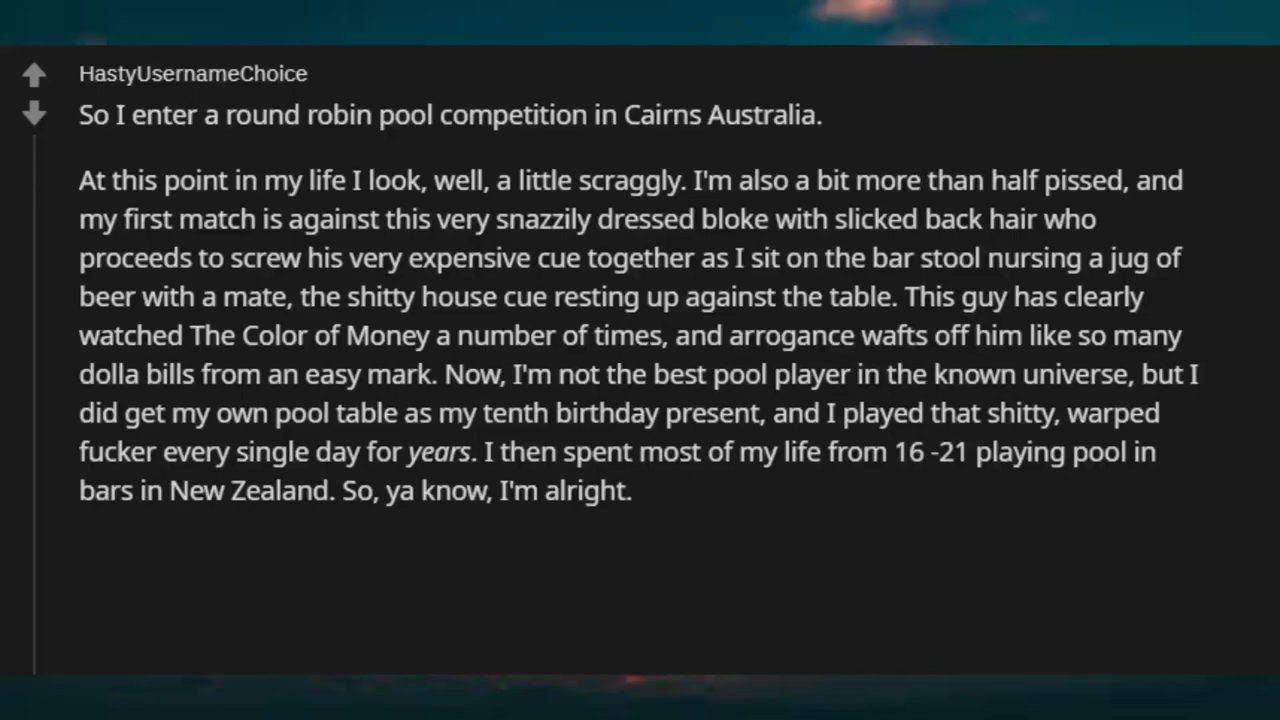 HastyUsernameChoice
So I enter a round robin pool competition in Cairns Australia.
At this point in my life I look, well, a little scraggly. I'm also a bit more than half pissed, and
my first match is against this very snazzily dressed bloke with slicked back hair who
proceeds to screw his very expensive cue together as I sit on the bar stool nursing a jug of
beer with a mate, the shitty house cue resting up against the table. This guy has clearly
watched The Color of Money a number of times, and arrogance wafts off him like so many
dolla bills from an easy mark. Now, I'm not the best pool player in the known universe, but I
did get my own pool table as my tenth birthday present, and I played that shitty, warped
fucker every single day for years. I then spent most of my life from 16 -21 playing pool in
bars in New Zealand. So, ya know, I'm alright.